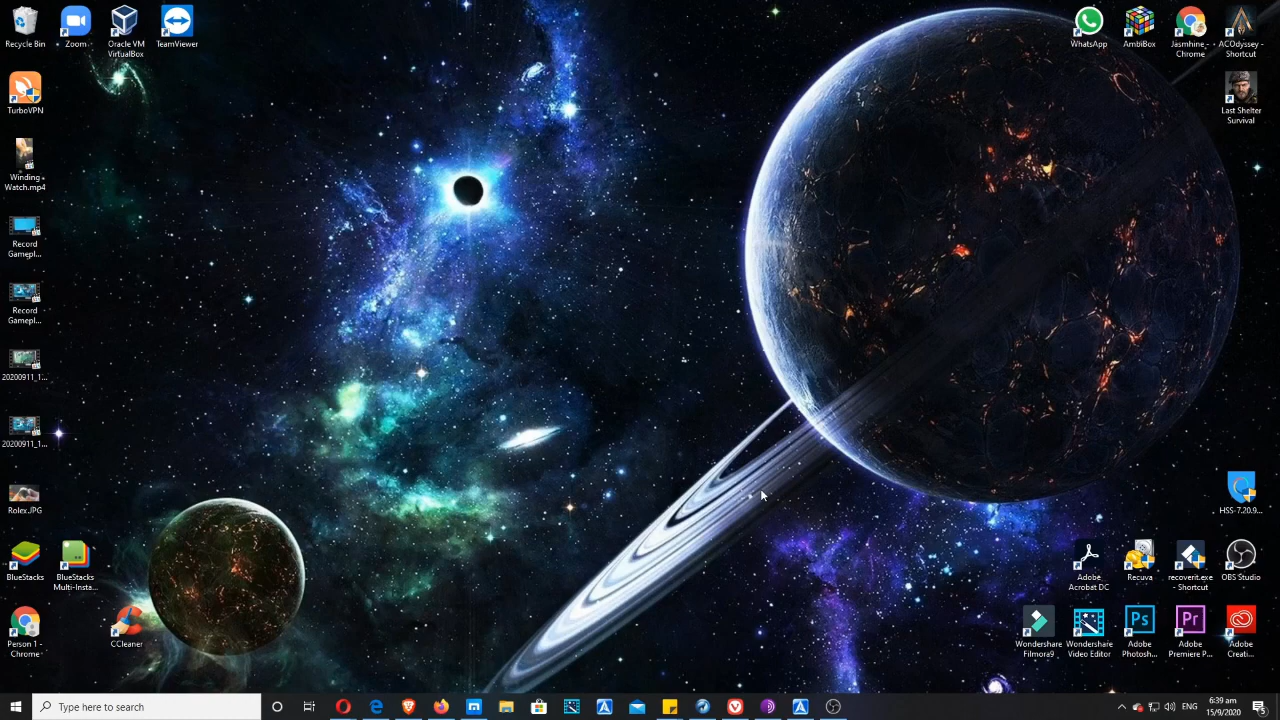 Recycle Bin
Zoom
Oracle VM
VirtualBox
TeamViewer
WhatsApp
AmbiBox
Jasmhine -
Chrome
ACOdyssey -
Shortcut
TurboVPN
Last Shelter
Survival
Winding
Watch.mp4
Record
Gamepl...
Record
Gamepl...
20200911_1...
20200911_1...
Rolex.JPG
HSS-7.20.9...
BlueStacks
BlueStacks
Multi-Insta...
Adobe
Acrobat DC
Recuva
recoverit.exe
- Shortcut
OBS Studio
Person 1 -
Chrome
CCleaner
Wondershare
Filmora9
Wondershare
Video Editor
Ps
Adobe
Photosh...
Pr
Adobe
Premiere P...
Adobe
Creati...
Type here to search
ENG
6:39 am
15/9/2020
5